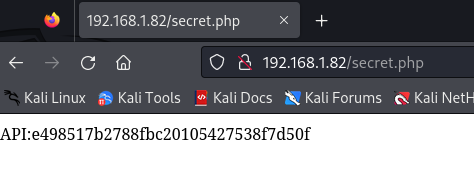 192.168.1.82/secret.php
192.168.1.82/secret.php
Kali Linux Kali Tools Kali Docs Kali Forums Kali NetH
API:e498517b2788fbc20105427538f7d50f